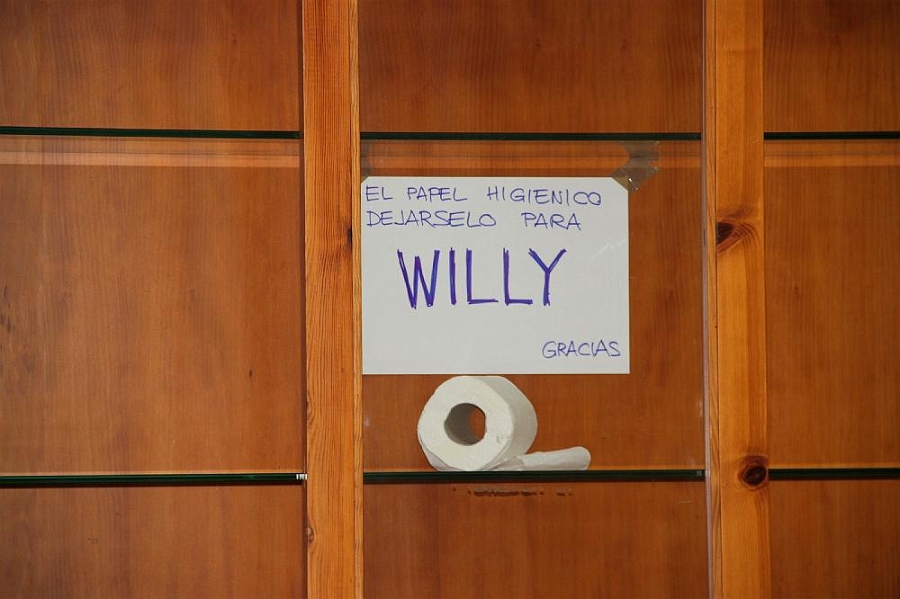 EL PAPEL HIGIENICO
DEJARSELO PARA
WILLY
GRACIAS